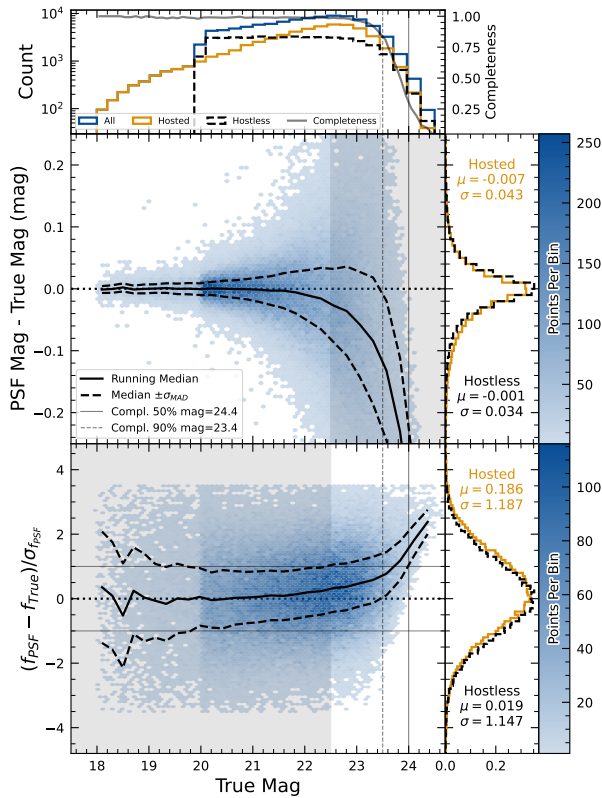 10⁴
10³
10²
Count
1.00
0.75
0.50
0.25
Completeness
All
Hosted
Hostless
Completeness
0.2
0.1
0.0
−0.1
−0.2
PSF Mag - True Mag (mag)
Running Median
Median ±σ_MAD
Compl. 50% mag=24.4
Compl. 90% mag=23.4
Hosted
μ = -0.007
σ = 0.043
Hostless
μ = -0.001
σ = 0.034
250
200
150
100
50
Points Per Bin
4
2
0
−2
−4
(f_PSF − f_True)/σ_f_PSF
Hosted
μ = 0.186
σ = 1.187
Hostless
μ = 0.019
σ = 1.147
100
80
60
40
20
Points Per Bin
18 19 20 21 22 23 24
True Mag
0.0 0.2